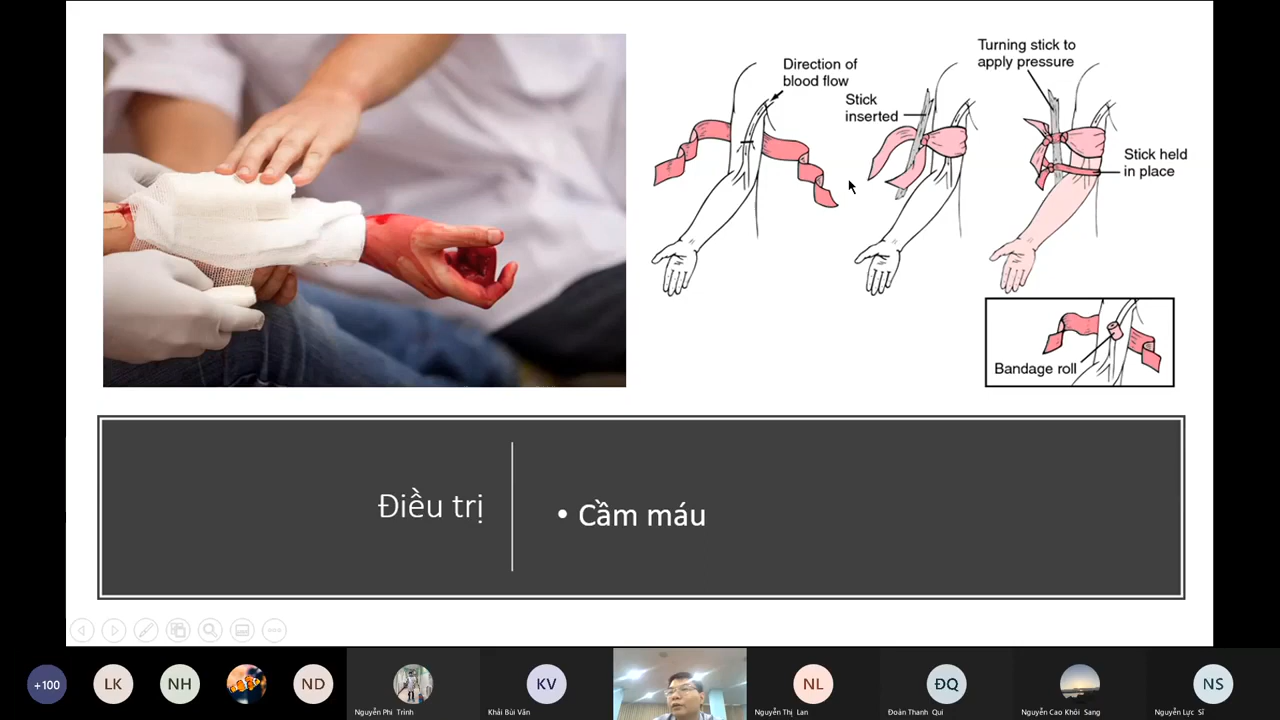 Direction of
blood flow
Stick
inserted
Turning stick to
apply pressure
Stick held
in place
Bandage roll
Điều trị
• Cầm máu
+100
LK
NH
ND
Nguyễn Phi Trinh
KV
Khải Bùi Văn
NL
Nguyễn Thị Lan
ĐQ
Đoàn Thanh Qui
Nguyễn Cao Khôi Sang
NS
Nguyễn Lực Sĩ